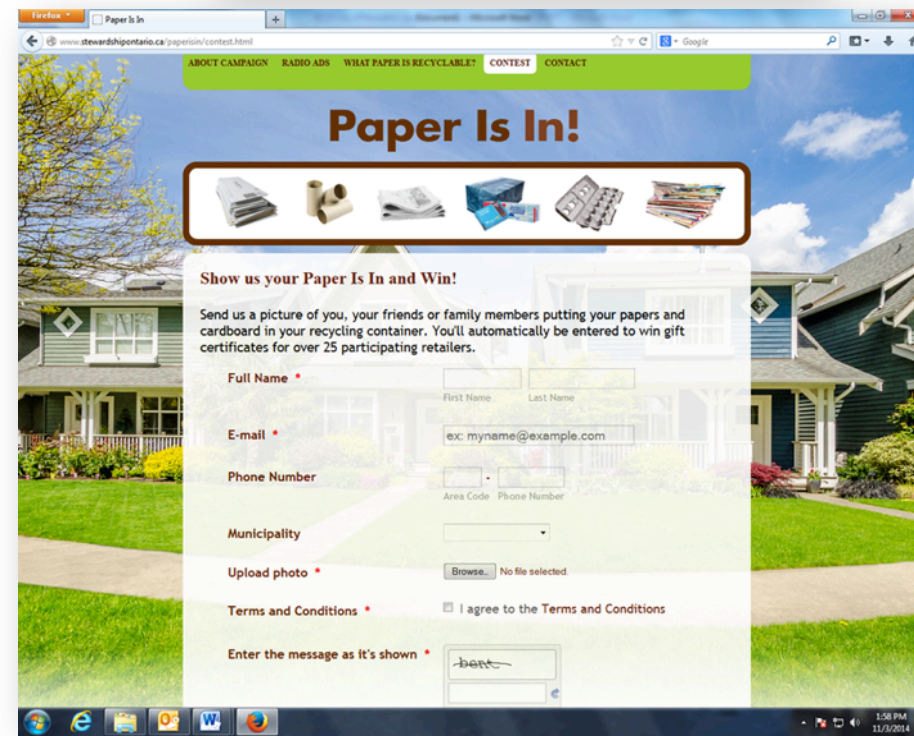 Firefox
Paper Is In
www.stewardshipontario.ca/paperisin/contest.html
Google
ABOUT CAMPAIGN RADIO ADS WHAT PAPER IS RECYCLABLE? CONTEST CONTACT
Paper Is In!
Show us your Paper Is In and Win!
Send us a picture of you, your friends or family members putting your papers and
cardboard in your recycling container. You'll automatically be entered to win gift
certificates for over 25 participating retailers.
Full Name *
First Name Last Name
E-mail *
ex: myname@example.com
Phone Number
-
Area Code Phone Number
Municipality
Upload photo *
Browse... No file selected.
Terms and Conditions *
I agree to the Terms and Conditions
Enter the message as it's shown *
bent
1:58 PM
11/3/2014